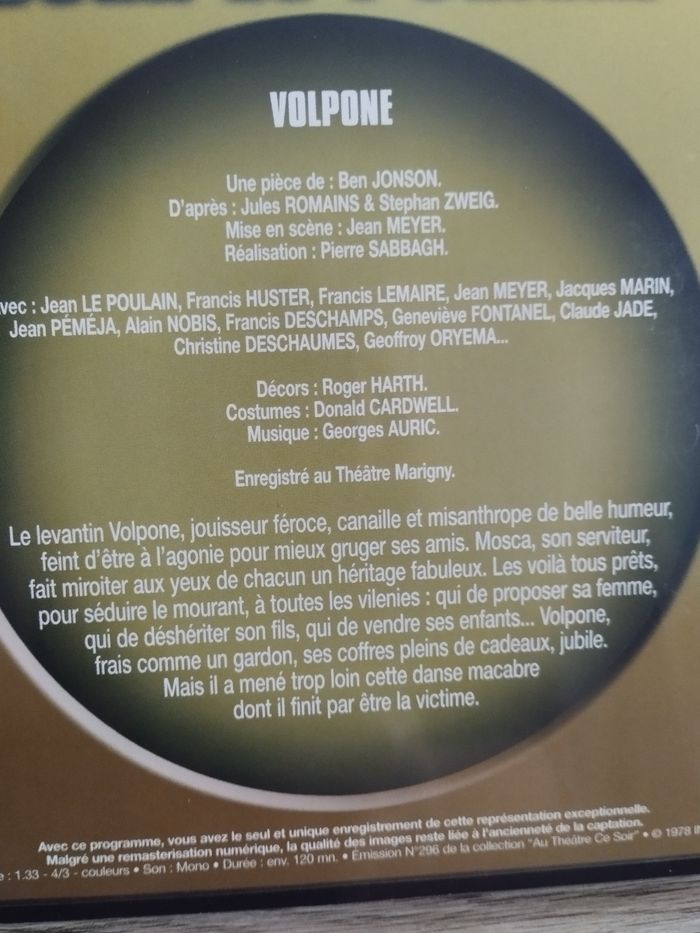 VOLPONE
Une pièce de : Ben JONSON.
D'après : Jules ROMAINS & Stephan ZWEIG.
Mise en scène : Jean MEYER.
Réalisation : Pierre SABBAGH.
vec : Jean LE POULAIN, Francis HUSTER, Francis LEMAIRE, Jean MEYER, Jacques MARIN,
Jean PÉMÉJA, Alain NOBIS, Francis DESCHAMPS, Geneviève FONTANEL, Claude JADE,
Christine DESCHAUMES, Geoffroy ORYEMA...
Décors : Roger HARTH.
Costumes : Donald CARDWELL.
Musique : Georges AURIC.
Enregistré au Théâtre Marigny.
Le levantin Volpone, jouisseur féroce, canaille et misanthrope de belle humeur,
feint d'être à l'agonie pour mieux gruger ses amis. Mosca, son serviteur,
fait miroiter aux yeux de chacun un héritage fabuleux. Les voilà tous prêts,
pour séduire le mourant, à toutes les vilenies : qui de proposer sa femme,
qui de déshériter son fils, qui de vendre ses enfants... Volpone,
frais comme un gardon, ses coffres pleins de cadeaux, jubile.
Mais il a mené trop loin cette danse macabre
dont il finit par être la victime.
Avec ce programme, vous avez le seul et unique enregistrement de cette représentation exceptionnelle.
Malgré une remasterisation numérique, la qualité des images reste liée à l'ancienneté de la captation.
e : 1.33 - 4/3 - couleurs • Son : Mono • Durée : env. 120 mn. • Émission N°296 de la collection "Au Théâtre Ce Soir" • © 1978